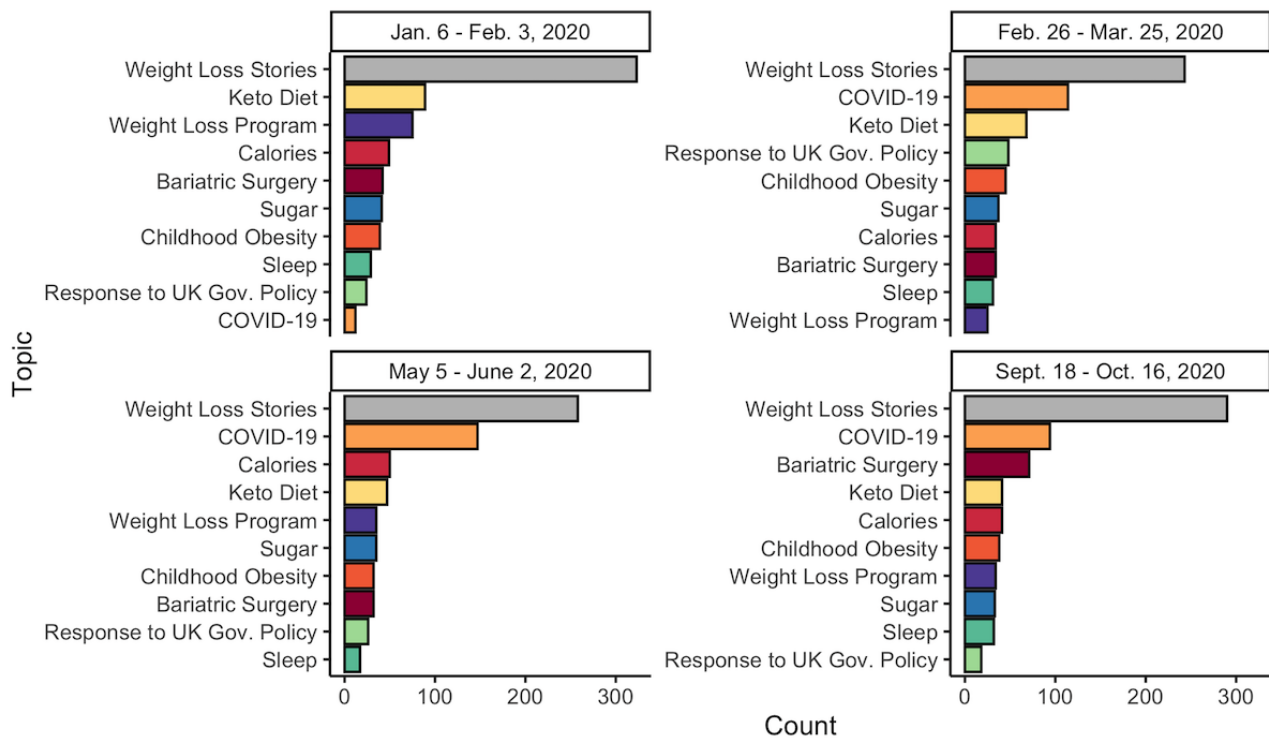 Jan. 6 - Feb. 3, 2020
Weight Loss Stories
Keto Diet
Weight Loss Program
Calories
Bariatric Surgery
Sugar
Childhood Obesity
Sleep
Response to UK Gov. Policy
COVID-19
Feb. 26 - Mar. 25, 2020
Weight Loss Stories
COVID-19
Keto Diet
Response to UK Gov. Policy
Childhood Obesity
Sugar
Calories
Bariatric Surgery
Sleep
Weight Loss Program
Topic
May 5 - June 2, 2020
Weight Loss Stories
COVID-19
Calories
Keto Diet
Weight Loss Program
Sugar
Childhood Obesity
Bariatric Surgery
Response to UK Gov. Policy
Sleep
0 100 200 300
Sept. 18 - Oct. 16, 2020
Weight Loss Stories
COVID-19
Bariatric Surgery
Keto Diet
Calories
Childhood Obesity
Weight Loss Program
Sugar
Sleep
Response to UK Gov. Policy
0 100 200 300
Count